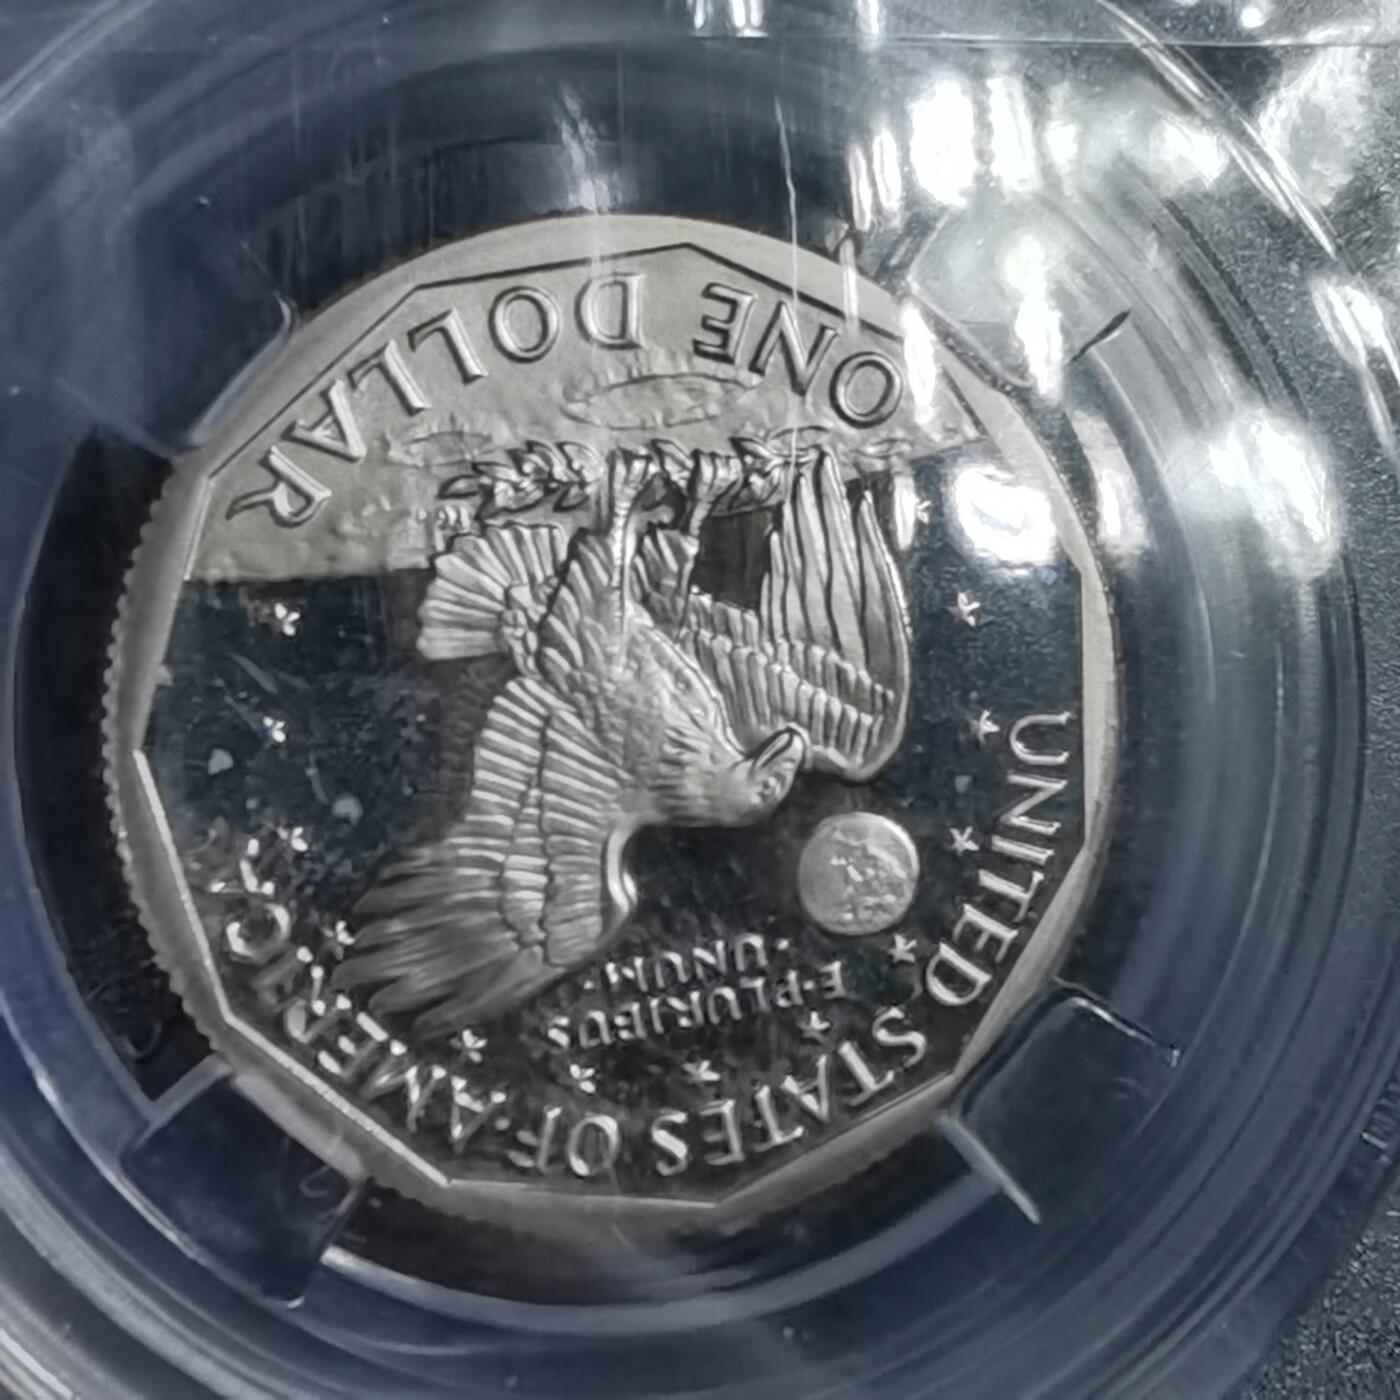 UNITED STATES OF AMERICA
E·PLURIBUS
·UNUM·
ONE DOLLAR